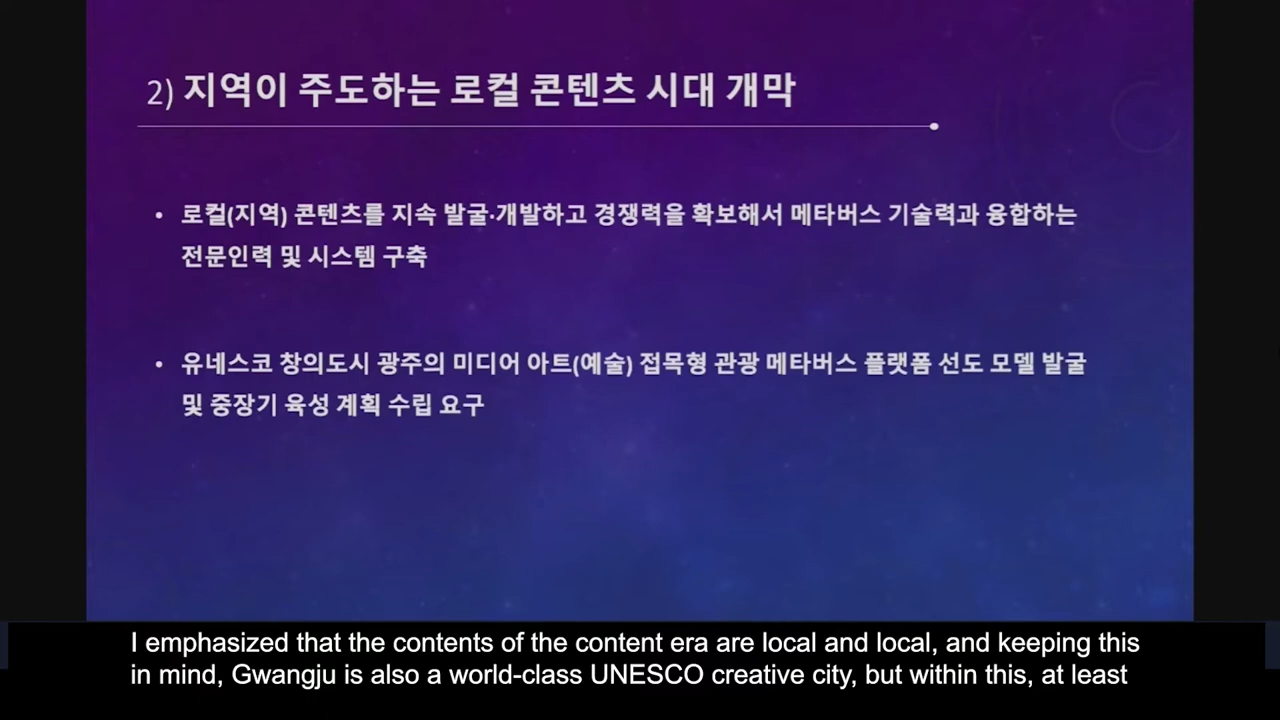 2) 지역이 주도하는 로컬 콘텐츠 시대 개막
• 로컬(지역) 콘텐츠를 지속 발굴·개발하고 경쟁력을 확보해서 메타버스 기술력과 융합하는
전문인력 및 시스템 구축
• 유네스코 창의도시 광주의 미디어 아트(예술) 접목형 관광 메타버스 플랫폼 선도 모델 발굴
및 중장기 육성 계획 수립 요구
I emphasized that the contents of the content era are local and local, and keeping this
in mind, Gwangju is also a world-class UNESCO creative city, but within this, at least